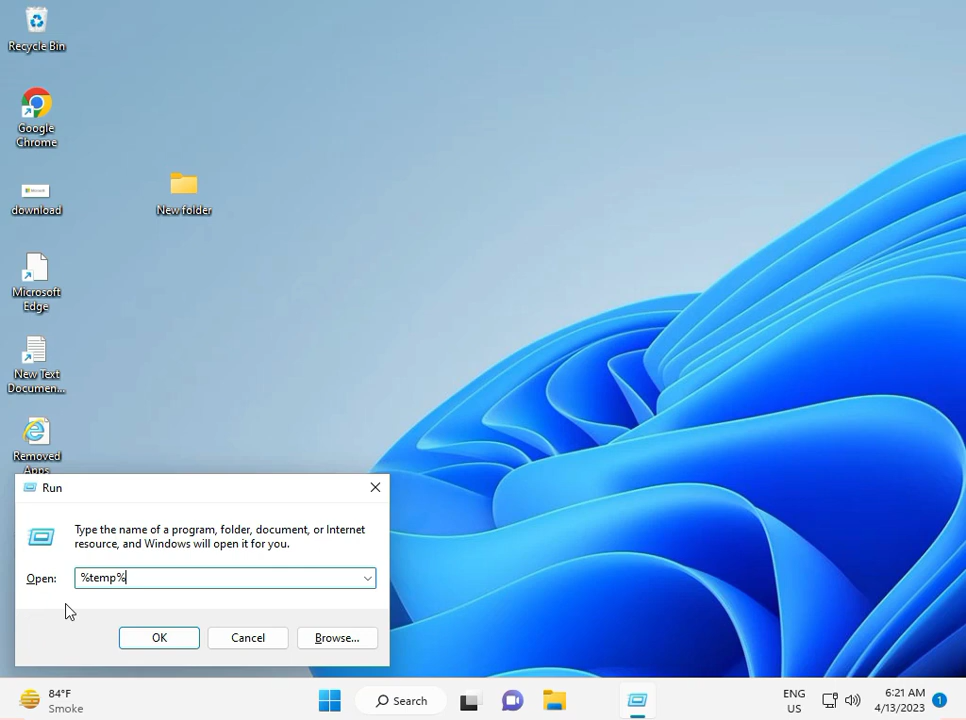 Recycle Bin
Google
Chrome
download
New folder
Microsoft
Edge
New Text
Documen...
Removed
Apps
Run
Type the name of a program, folder, document, or Internet
resource, and Windows will open it for you.
Open:
%temp%
OK
Cancel
Browse...
84°F
Smoke
Search
ENG
US
6:21 AM
4/13/2023
1